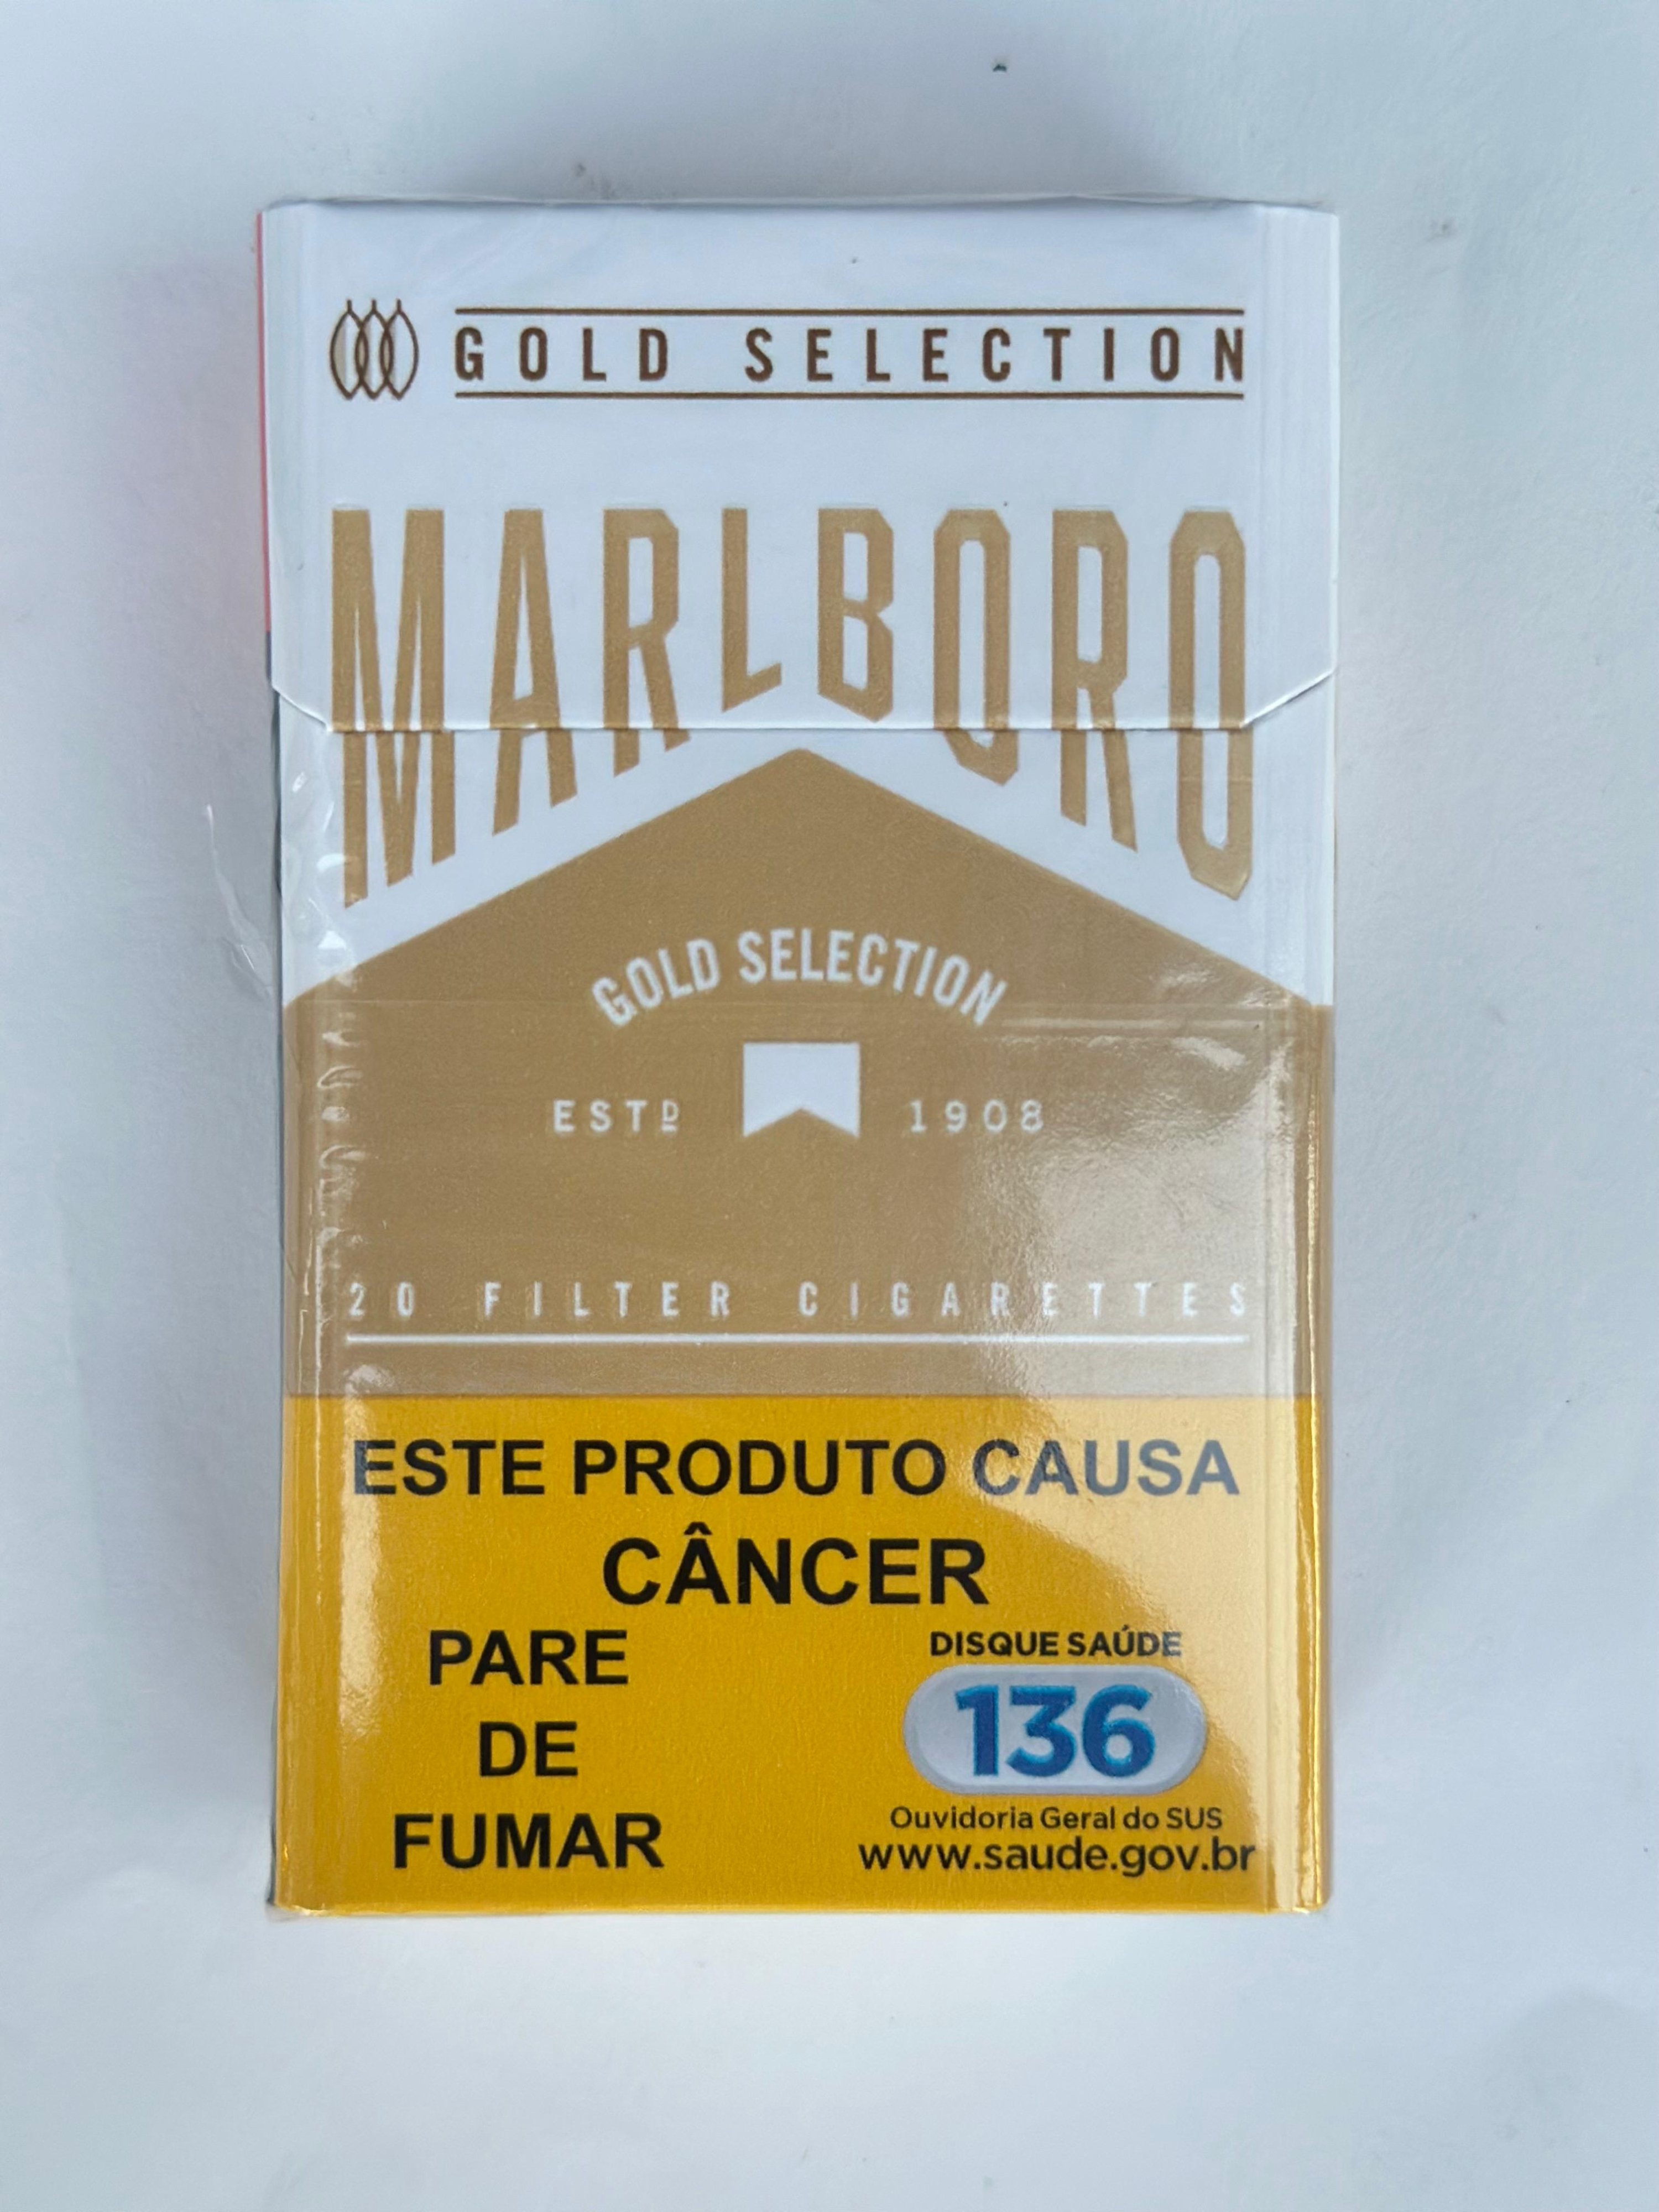 GOLD SELECTION
MARLBORO
GOLD SELECTION
ESTD 1908
20 FILTER CIGARETTES
ESTE PRODUTO CAUSA
CÂNCER
PARE
DE
FUMAR
DISQUE SAÚDE
136
Ouvidoria Geral do SUS
www.saude.gov.br